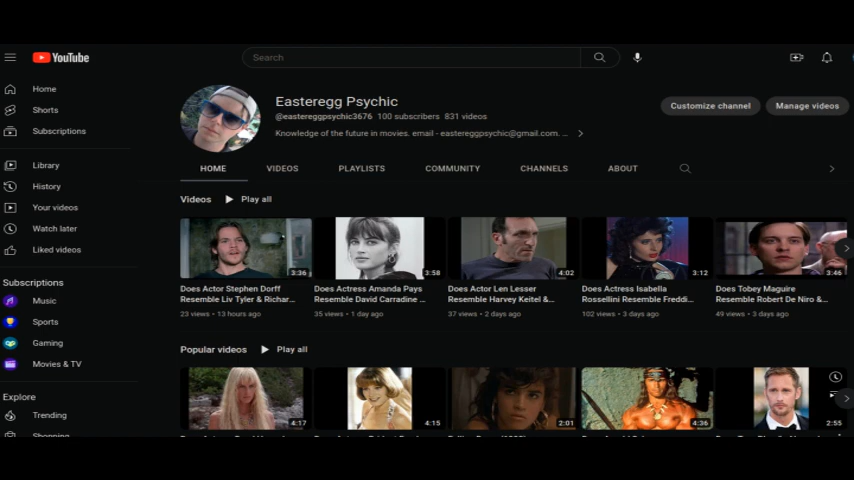 YouTube
Search
Home
Shorts
Subscriptions
Library
History
Your videos
Watch later
Liked videos
Subscriptions
Music
Sports
Gaming
Movies & TV
Explore
Trending
Shopping
Easteregg Psychic
@eastereggpsychic3676 100 subscribers 831 videos
Knowledge of the future in movies. email - eastereggpsychic@gmail.com. ...
Customize channel
Manage videos
HOME VIDEOS PLAYLISTS COMMUNITY CHANNELS ABOUT
Videos Play all
3:36 3:58 4:02 3:12 3:46
Does Actor Stephen Dorff
Resemble Liv Tyler & Richar...
23 views • 13 hours ago
Does Actress Amanda Pays
Resemble David Carradine ...
35 views • 1 day ago
Does Actor Len Lesser
Resemble Harvey Keitel &...
37 views • 2 days ago
Does Actress Isabella
Rossellini Resemble Freddi...
102 views • 3 days ago
Does Tobey Maguire
Resemble Robert De Niro &...
49 views • 3 days ago
Popular videos Play all
4:17 4:15 2:01 4:36 2:55